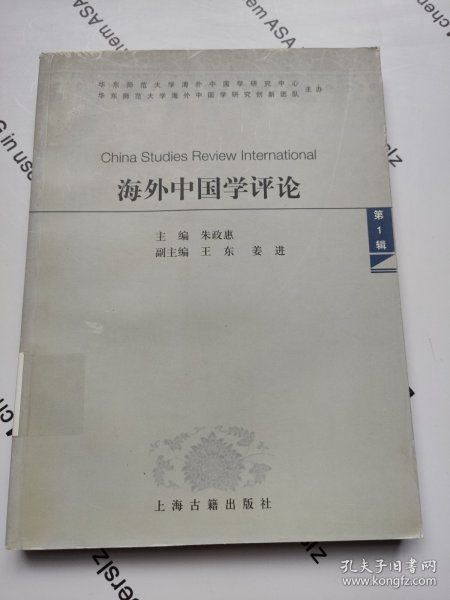 华东师范大学海外中国学研究中心
华东师范大学海外中国学研究创新团队
主办
China Studies Review International
海外中国学评论
第1辑
主编 朱政惠
副主编 王东 姜进
上海古籍出版社
孔夫子旧书网
www.kongfz.com